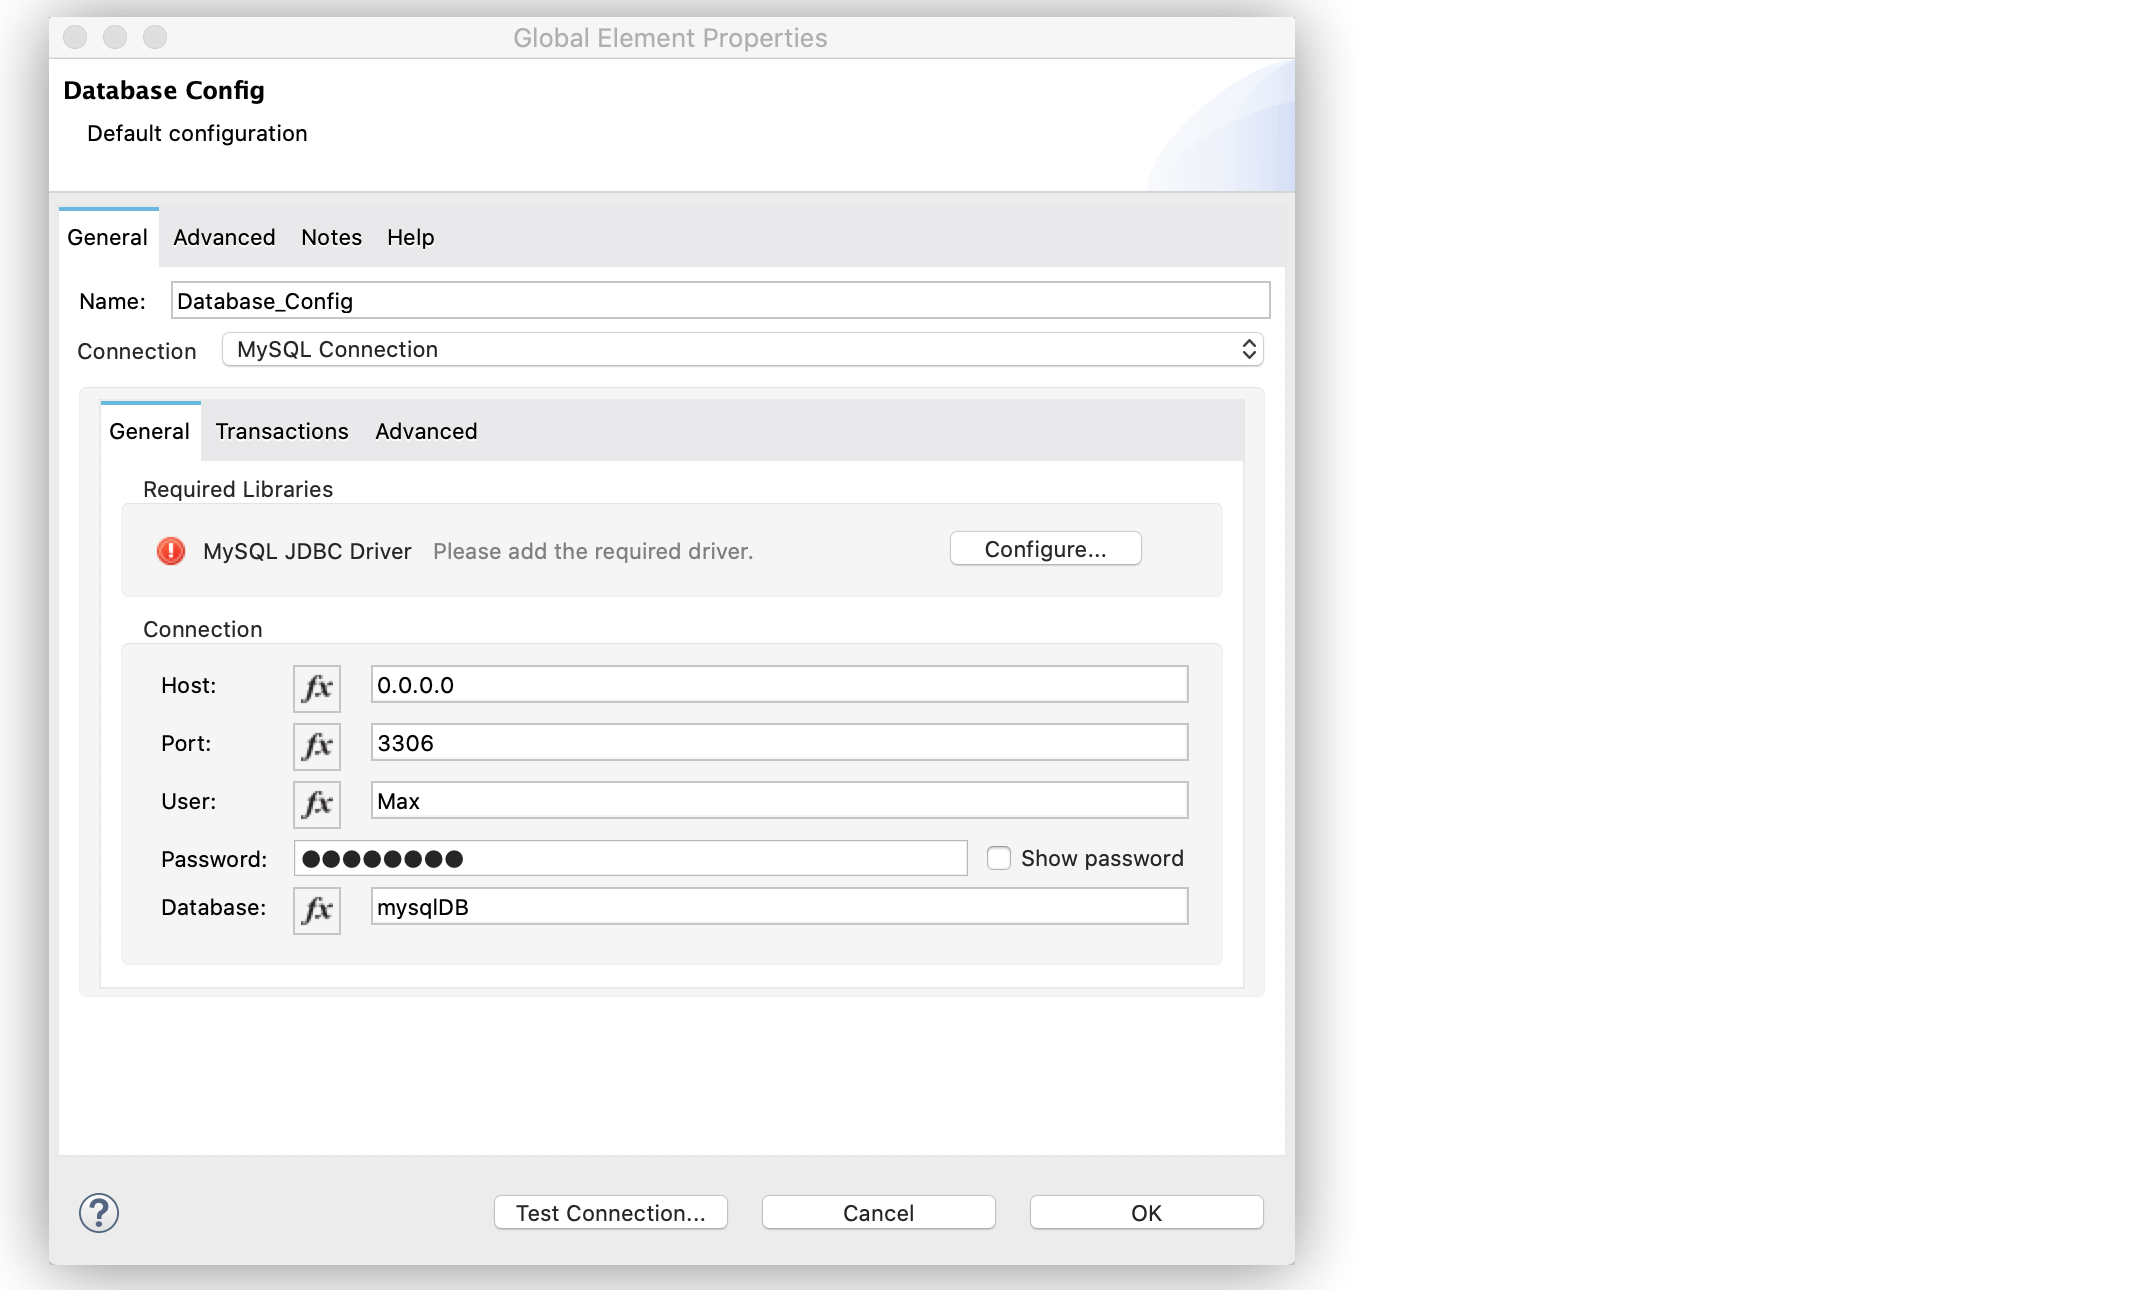 Global Element Properties
Database Config
Default configuration
General Advanced Notes Help
Name: Database_Config
Connection MySQL Connection
General Transactions Advanced
Required Libraries
MySQL JDBC Driver Please add the required driver. Configure...
Connection
Host: fx 0.0.0.0
Port: fx 3306
User: fx Max
Password: ●●●●●●●● Show password
Database: fx mysqlDB
? Test Connection... Cancel OK